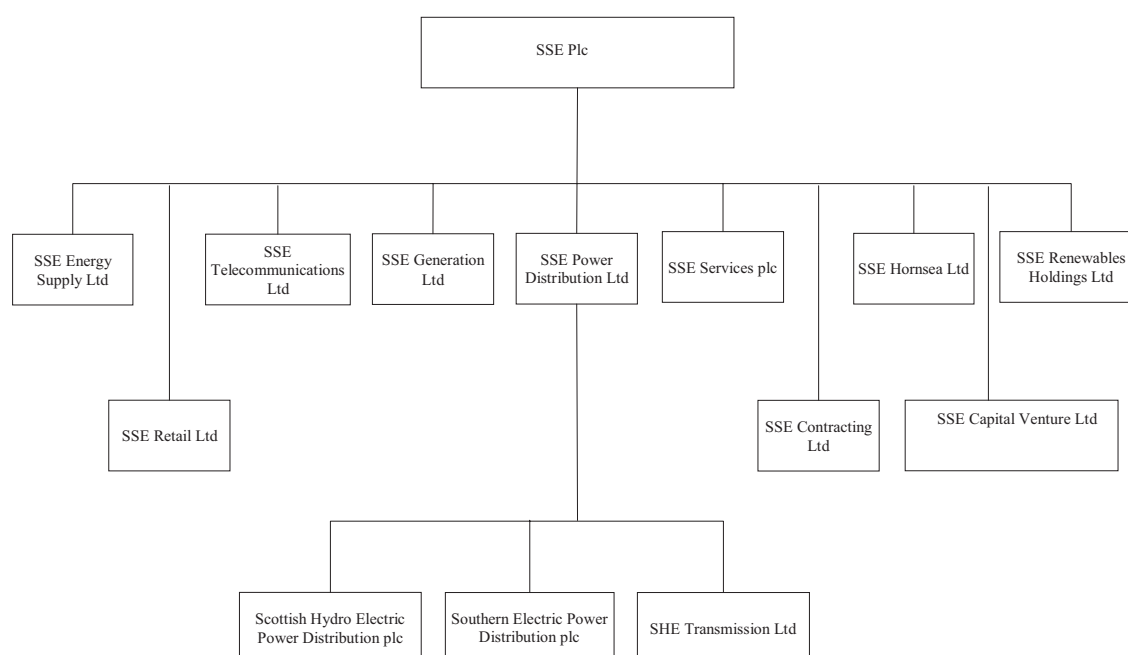 SSE Plc
SSE Energy
Supply Ltd
SSE
Telecommunications
Ltd
SSE Generation
Ltd
SSE Power
Distribution Ltd
SSE Services plc
SSE Hornsea Ltd
SSE Renewables
Holdings Ltd
SSE Retail Ltd
SSE Contracting
Ltd
SSE Capital Venture Ltd
Scottish Hydro Electric
Power Distribution plc
Southern Electric Power
Distribution plc
SHE Transmission Ltd